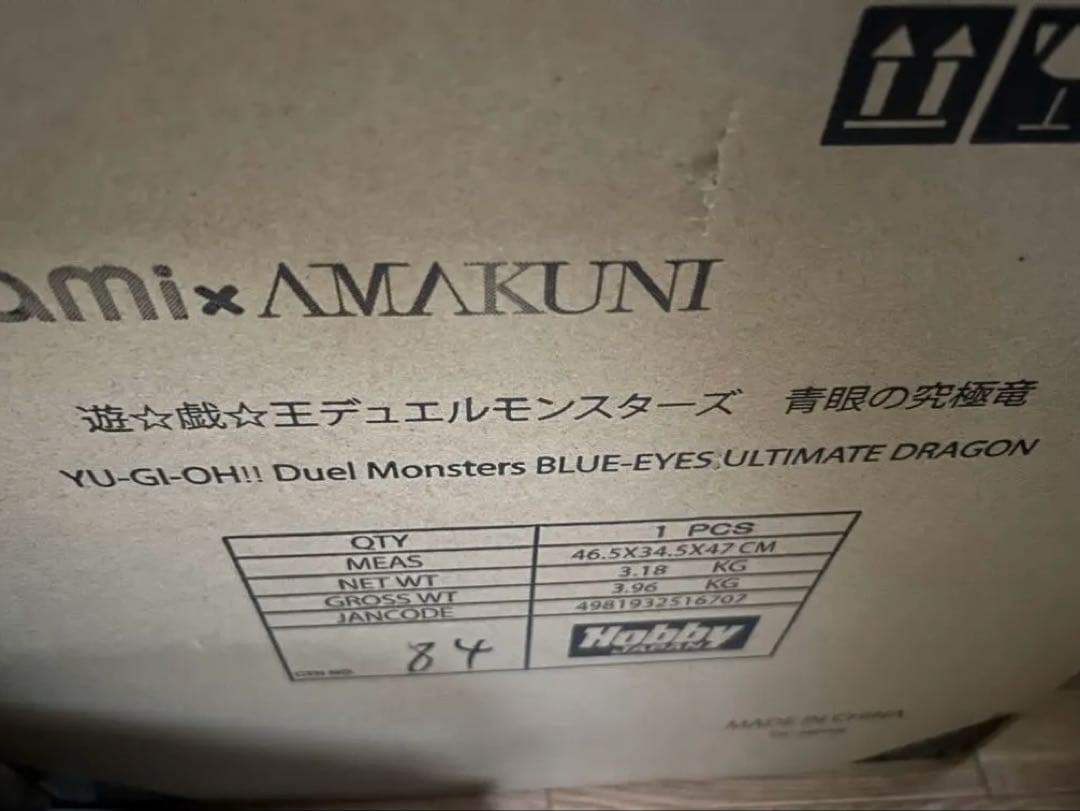 ami×AMAKUNI
遊☆戯☆王デュエルモンスターズ 青眼の究極竜
YU-GI-OH!! Duel Monsters BLUE-EYES ULTIMATE DRAGON
QTY 1 PCS
MEAS 46.5X34.5X47 CM
NET WT 3.18 KG
GROSS WT 3.96 KG
JANCODE 4981932516707
CTN NO. 84 Hobby JAPAN
MADE IN CHINA